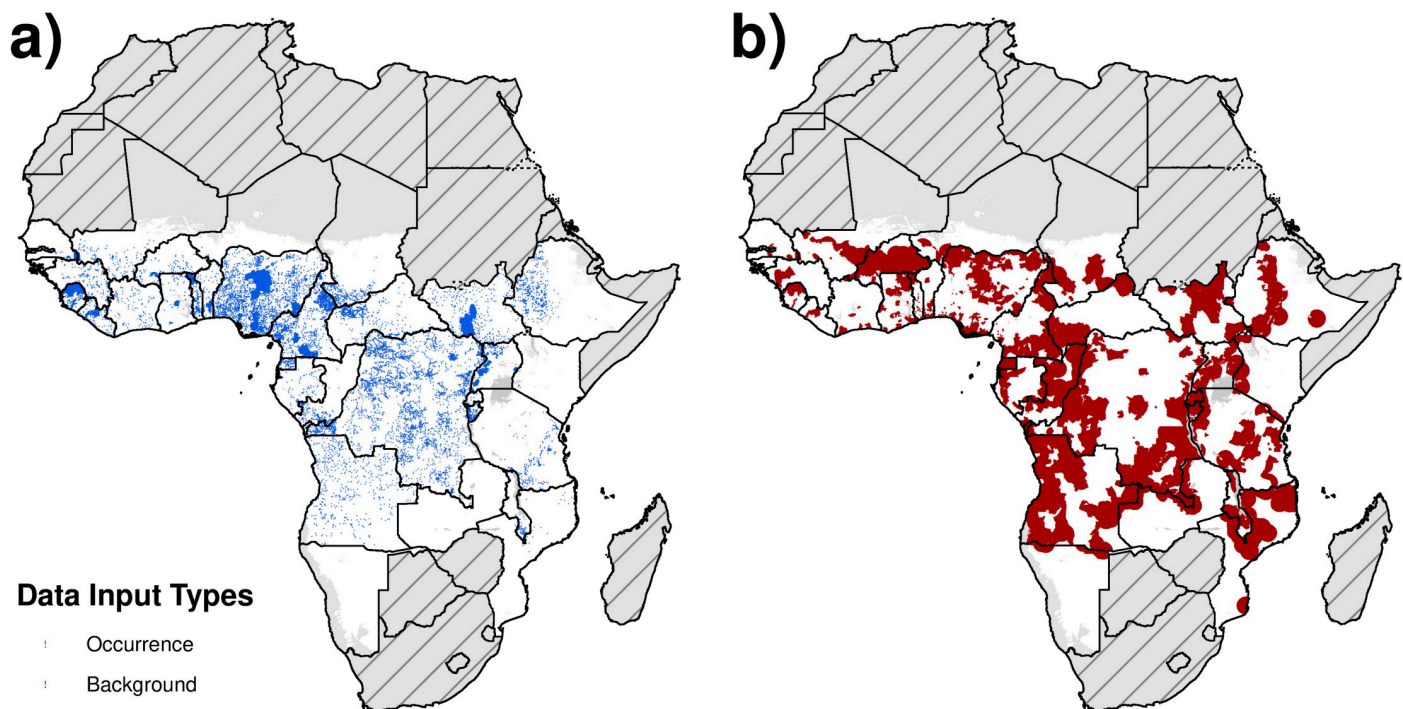 a)
b)
Data Input Types
! Occurrence
! Background